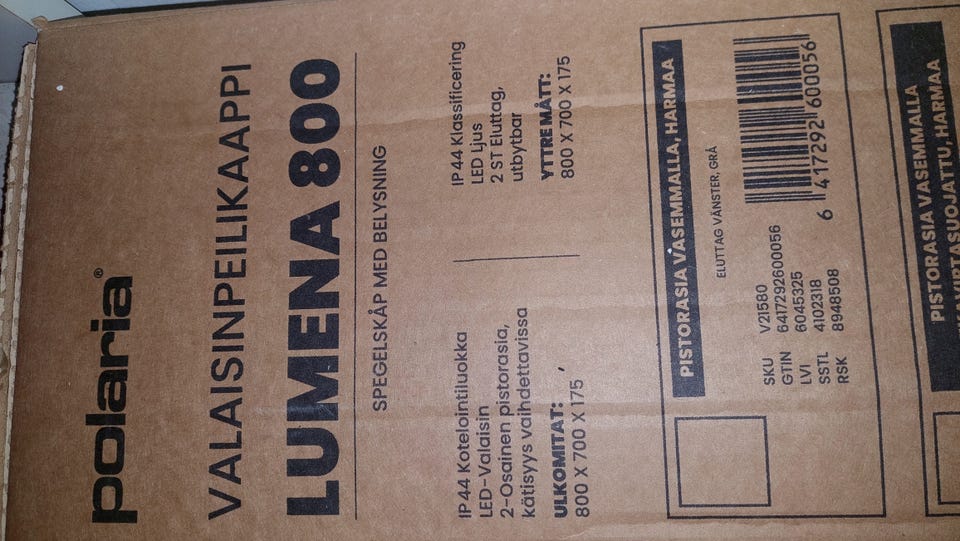 polaria®
VALAISINPEILIKAAPPI
LUMENA 800
SPEGELSKÅP MED BELYSNING
IP 44 Kotelointiluokka
LED-Valaisin
2-Osainen pistorasia,
kätisyys vaihdettavissa
ULKOMITAT:
800 X 700 X 175
IP 44 Klassificering
LED Ljus
2 ST Eluttag,
utbytbar
YTTRE MÅTT:
800 X 700 X 175
PISTORASIA VASEMMALLA, HARMAA
ELUTTAG VÄNSTER, GRÅ
SKU V21580
GTIN 6417292600056
LVI 6045325
SSTL 4102318
RSK 8948508
6 417292 600056
PISTORASIA VASEMMALLA
VIRTASUOJATTU, HARMAA